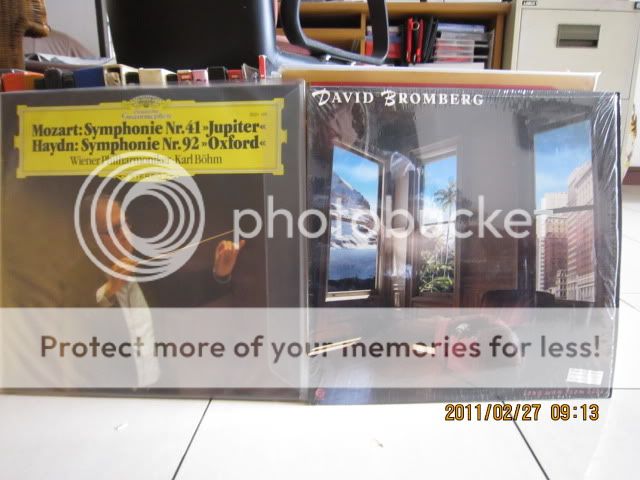 Mozart: Symphonie Nr. 41 »Jupiter«
Haydn: Symphonie Nr. 92 »Oxford«
Wiener Philharmoniker · Karl Böhm
STEREO
DAVID BROMBERG
photobucket
Protect more of your memories for less!
2011/02/27 09:13